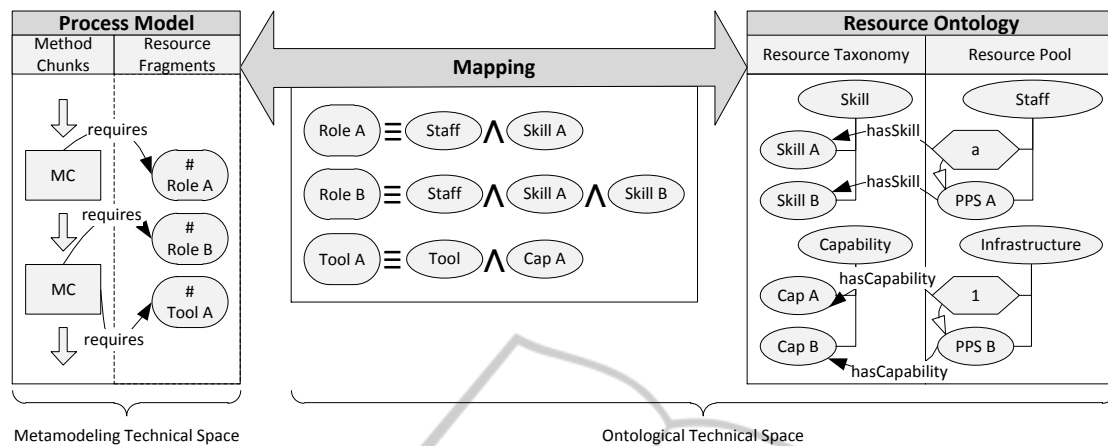 Process Model
Method
Chunks
Resource
Fragments
requires
MC
#
Role A
requires
#
Role B
MC
#
Tool A
requires
Metamodeling Technical Space
Mapping
Role A ≡ Staff ∧ Skill A
Role B ≡ Staff ∧ Skill A ∧ Skill B
Tool A ≡ Tool ∧ Cap A
Resource Ontology
Resource Taxonomy
Resource Pool
Skill
Staff
hasSkill
Skill A
a
hasSkill
Skill B
PPS A
Capability
Infrastructure
hasCapability
Cap A
1
Cap B
PPS B
hasCapability
Ontological Technical Space